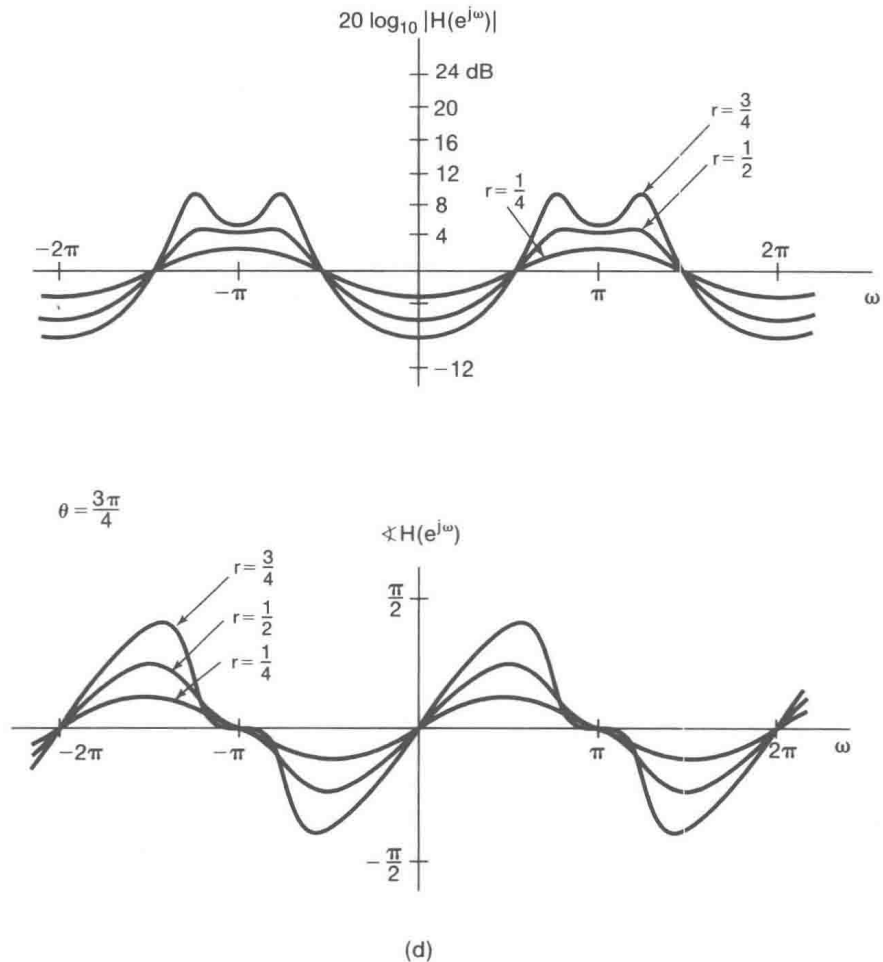 20 log₁₀ |H(e^{jω})|
24 dB
20
16
12
8
4
r = 3/4
r = 1/2
r = 1/4
−2π
−π
π
2π
ω
−12
θ = 3π/4
∢H(e^{jω})
π/2
r = 3/4
r = 1/2
r = 1/4
−2π
−π
π
2π
ω
−π/2
(d)